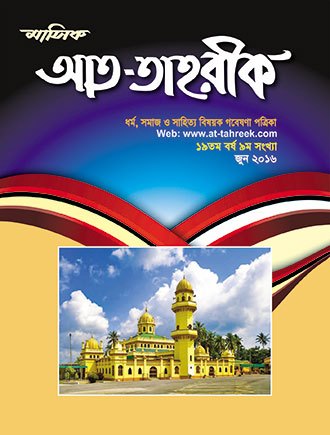 মাসিক
আত-তাহরীক
ধর্ম, সমাজ ও সাহিত্য বিষয়ক গবেষণা পত্রিকা
Web: www.at-tahreek.com
১৯তম বর্ষ ৯ম সংখ্যা
জুন ২০১৬